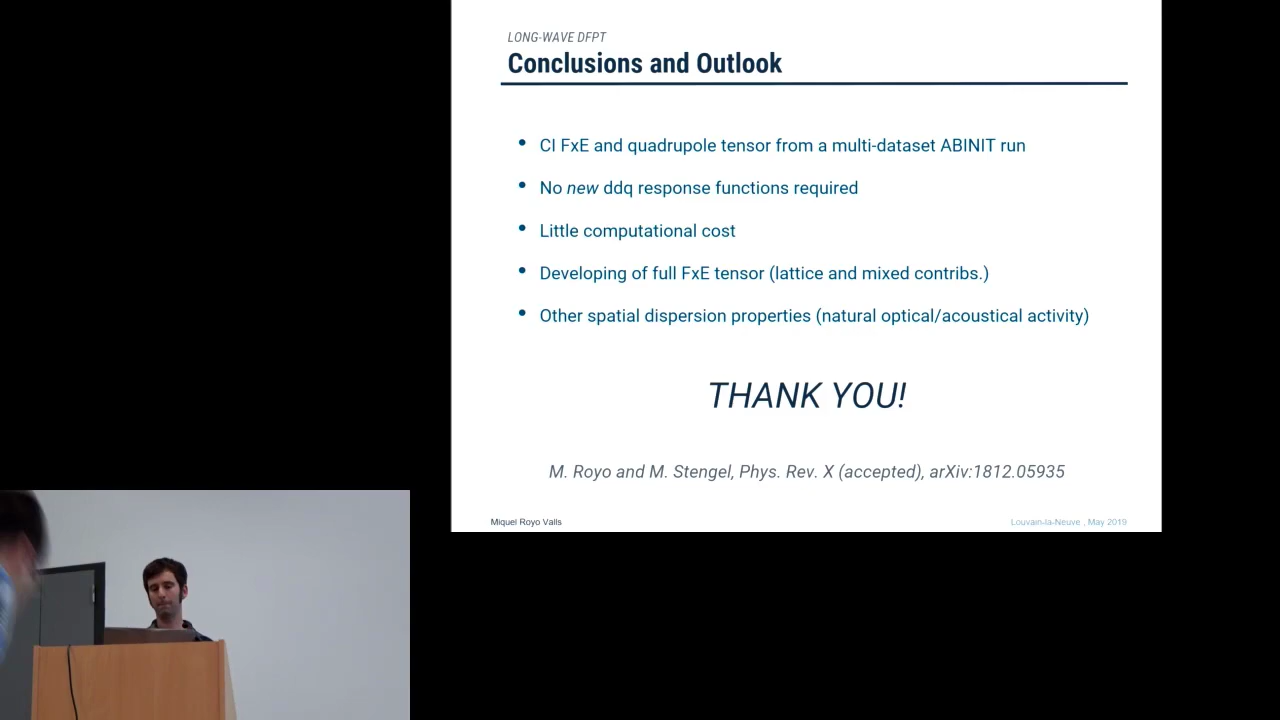 LONG-WAVE DFPT
Conclusions and Outlook
• CI FxE and quadrupole tensor from a multi-dataset ABINIT run
• No new ddq response functions required
• Little computational cost
• Developing of full FxE tensor (lattice and mixed contribs.)
• Other spatial dispersion properties (natural optical/acoustical activity)
THANK YOU!
M. Royo and M. Stengel, Phys. Rev. X (accepted), arXiv:1812.05935
Miquel Royo Valls
Louvain-la-Neuve , May 2019